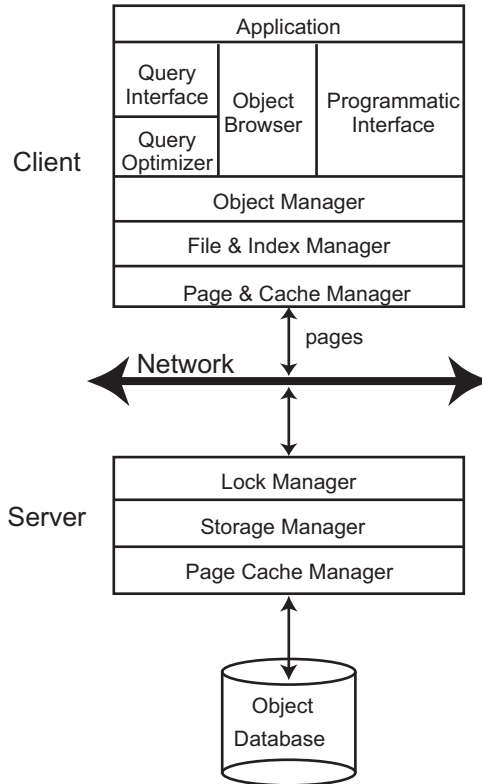 Application
Query
Interface
Query
Optimizer
Object
Browser
Programmatic
Interface
Client
Object Manager
File & Index Manager
Page & Cache Manager
pages
Network
Lock Manager
Server
Storage Manager
Page Cache Manager
Object
Database